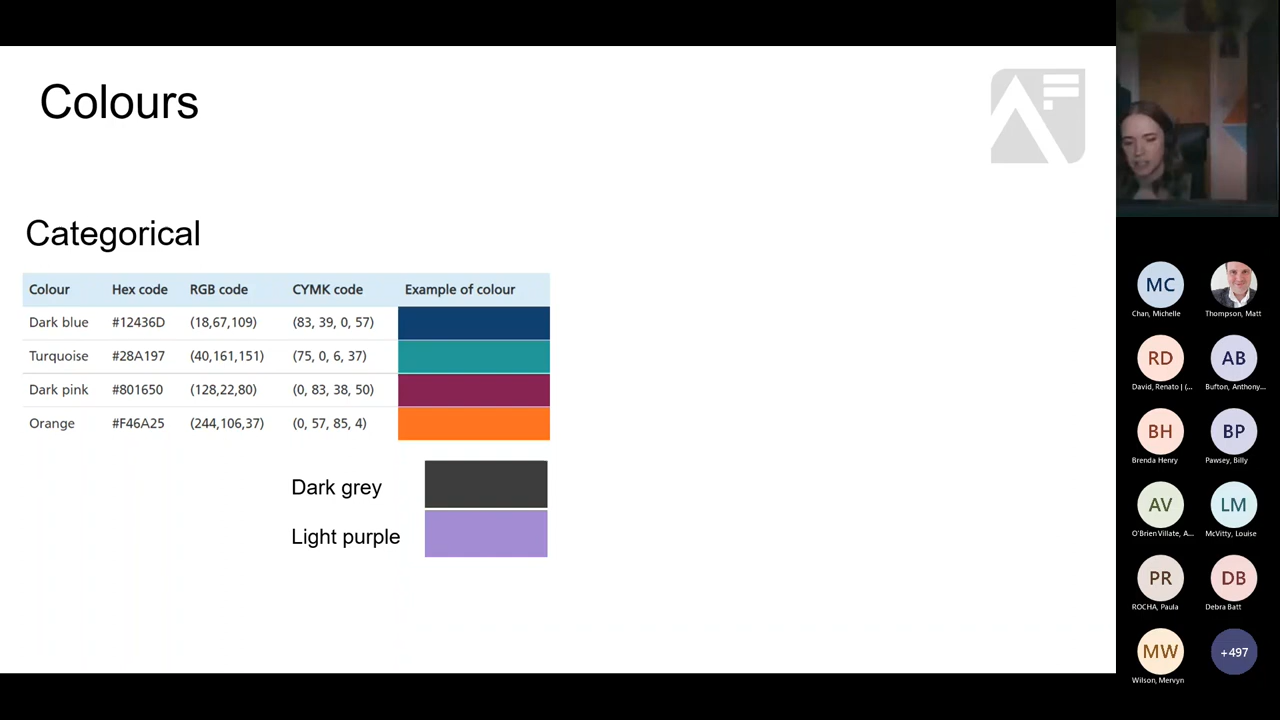 Colours
Categorical
Colour Hex code RGB code CYMK code Example of colour
Dark blue #12436D (18,67,109) (83, 39, 0, 57)
Turquoise #28A197 (40,161,151) (75, 0, 6, 37)
Dark pink #801650 (128,22,80) (0, 83, 38, 50)
Orange #F46A25 (244,106,37) (0, 57, 85, 4)
Dark grey
Light purple
MC
Chan, Michelle Thompson, Matt
RD AB
David, Renato J (... Bufton, Anthony...
BH BP
Brenda Henry Pawsey, Billy
AV LM
O'Brien Villate, A... McVitty, Louise
PR DB
ROCHA, Paula Debra Batt
MW +497
Wilson, Mervyn